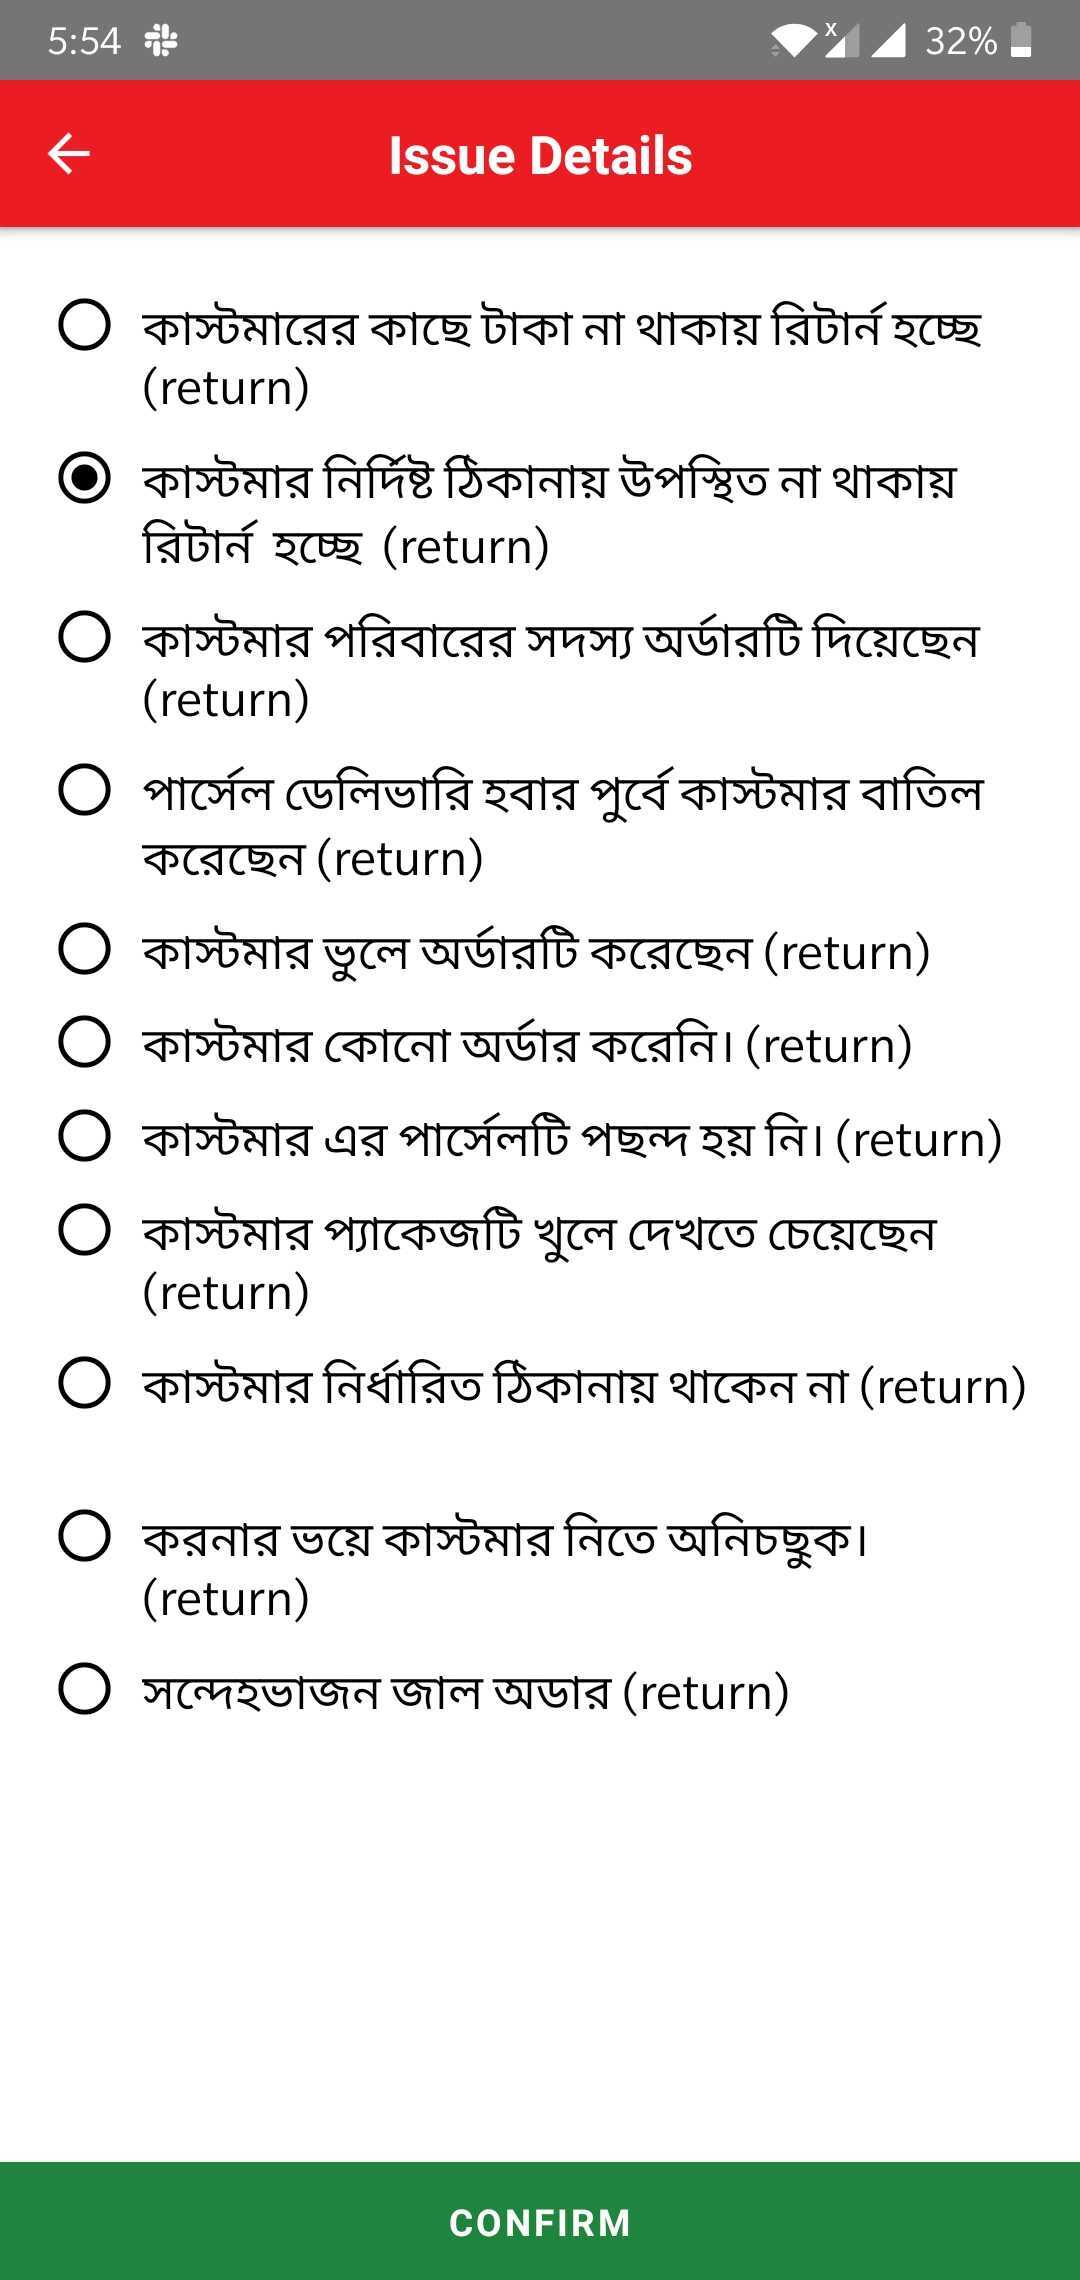 5:54
x
32%
Issue Details
কাস্টমারের কাছে টাকা না থাকায় রিটার্ন হচ্ছে
(return)
কাস্টমার নির্দিষ্ট ঠিকানায় উপস্থিত না থাকায়
রিটার্ন হচ্ছে (return)
কাস্টমার পরিবারের সদস্য অর্ডারটি দিয়েছেন
(return)
পার্সেল ডেলিভারি হবার পুর্বে কাস্টমার বাতিল
করেছেন (return)
কাস্টমার ভুলে অর্ডারটি করেছেন (return)
কাস্টমার কোনো অর্ডার করেনি। (return)
কাস্টমার এর পার্সেলটি পছন্দ হয় নি। (return)
কাস্টমার প্যাকেজটি খুলে দেখতে চেয়েছেন
(return)
কাস্টমার নির্ধারিত ঠিকানায় থাকেন না (return)
করনার ভয়ে কাস্টমার নিতে অনিচছুক।
(return)
সন্দেহভাজন জাল অডার (return)
CONFIRM